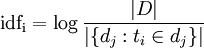 idf_i = log |D| / |{d_j : t_i ∈ d_j}|